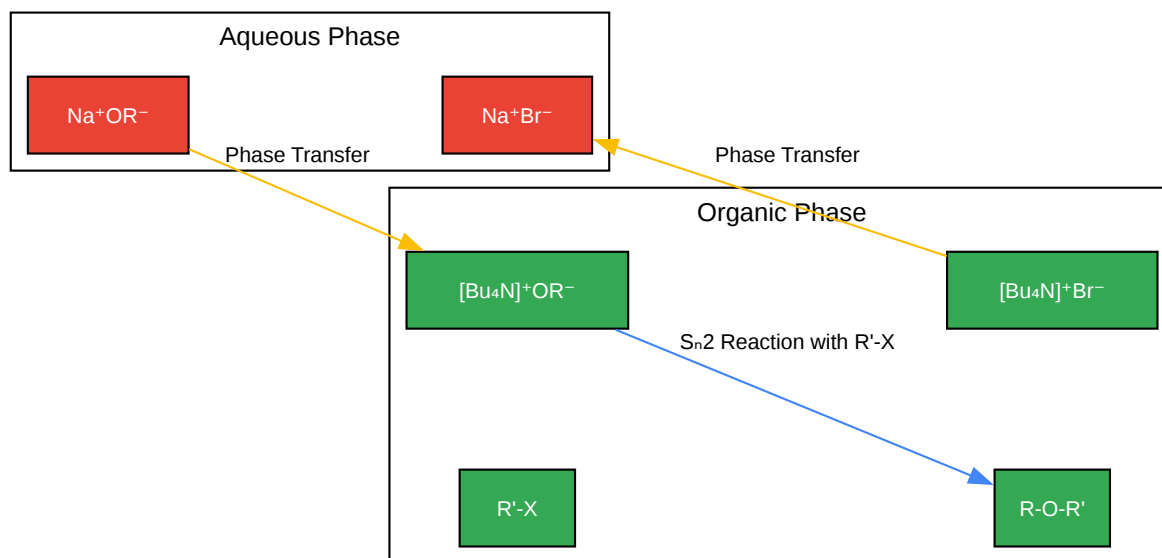 Aqueous Phase
Na⁺OR⁻
Na⁺Br⁻
Phase Transfer
Phase Transfer
Organic Phase
[Bu₄N]⁺OR⁻
[Bu₄N]⁺Br⁻
Sₙ2 Reaction with R'-X
R'-X
R-O-R'